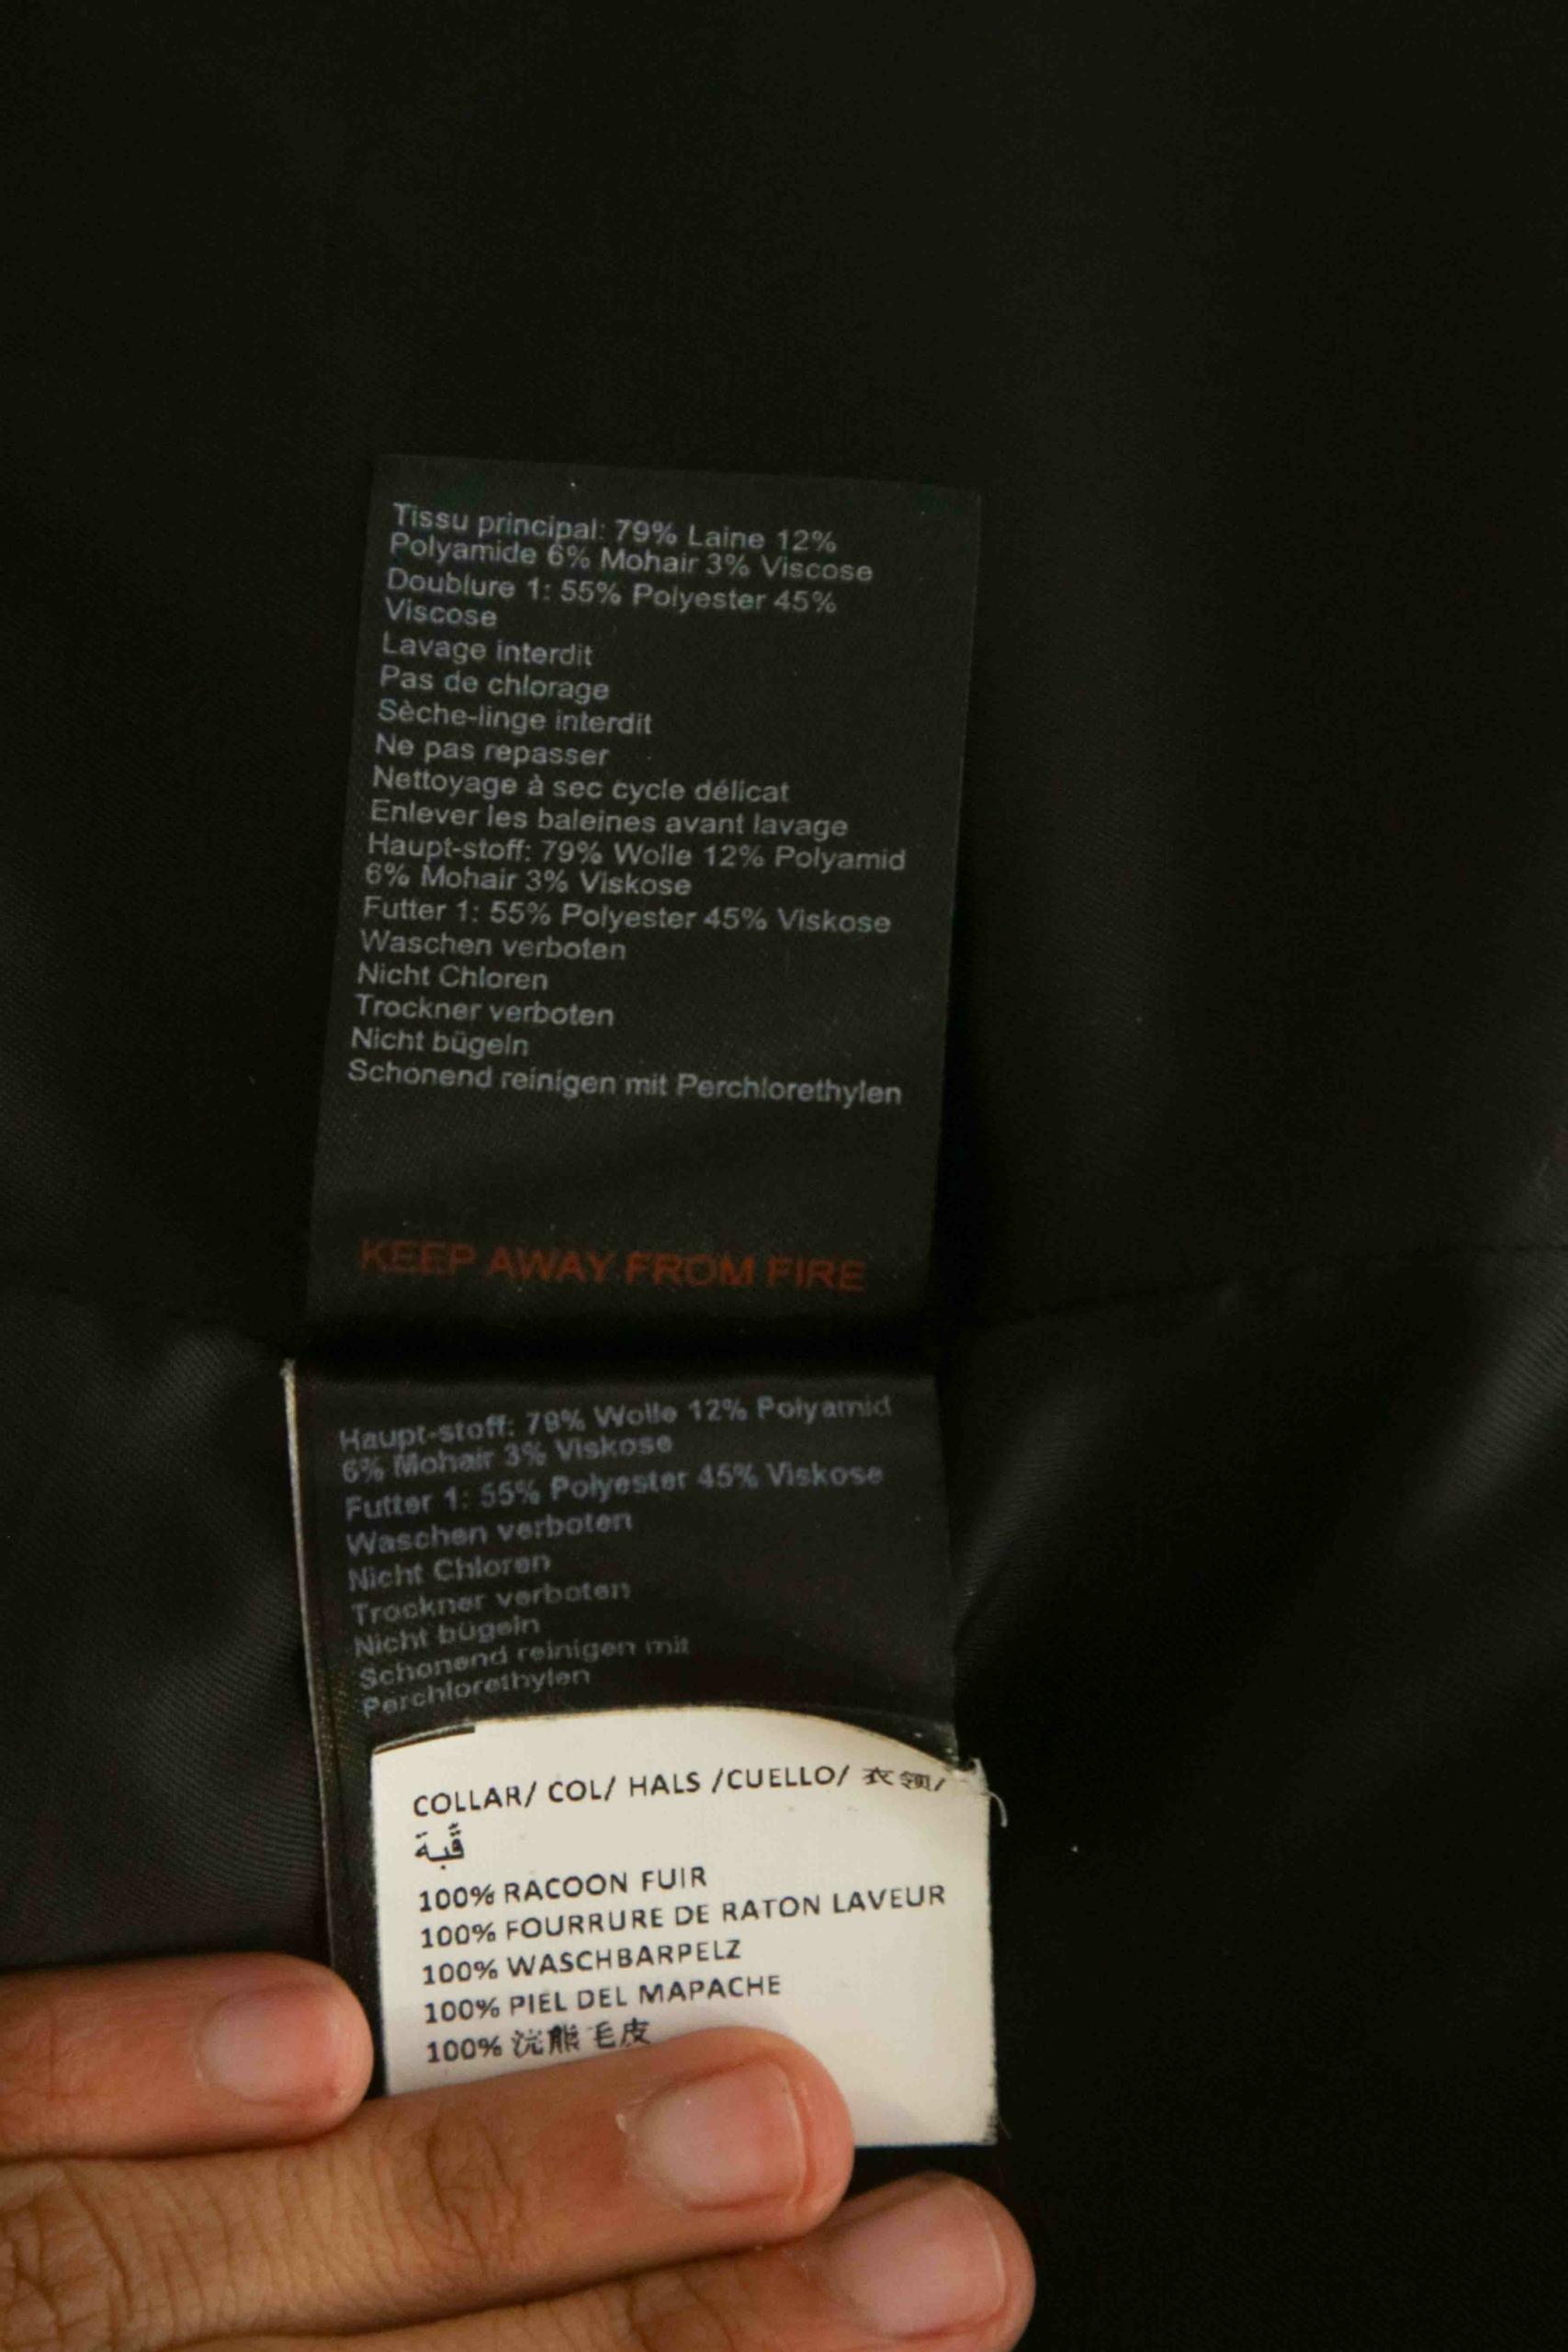 Tissu principal: 79% Laine 12%
Polyamide 6% Mohair 3% Viscose
Doublure 1: 55% Polyester 45%
Viscose
Lavage interdit
Pas de chlorage
Sèche-linge interdit
Ne pas repasser
Nettoyage à sec cycle délicat
Enlever les baleines avant lavage
Haupt-stoff: 79% Wolle 12% Polyamid
6% Mohair 3% Viskose
Futter 1: 55% Polyester 45% Viskose
Waschen verboten
Nicht Chloren
Trockner verboten
Nicht bügeln
Schonend reinigen mit Perchlorethylen
KEEP AWAY FROM FIRE
Haupt-stoff: 79% Wolle 12% Polyamid
6% Mohair 3% Viskose
Futter 1: 55% Polyester 45% Viskose
Waschen verboten
Nicht Chloren
Trockner verboten
Nicht bügeln
Schonend reinigen mit
Perchlorethylen
COLLAR/ COL/ HALS /CUELLO/ 衣领/
قَبةَ
100% RACOON FUIR
100% FOURRURE DE RATON LAVEUR
100% WASCHBARPELZ
100% PIEL DEL MAPACHE
100% 浣熊毛皮